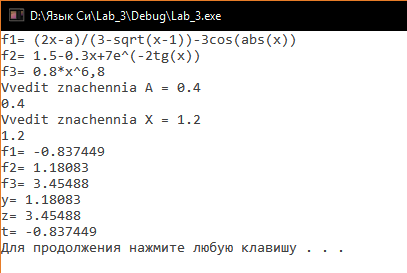 D:\Язык Си\Lab_3\Debug\Lab_3.exe
f1= (2x-a)/(3-sqrt(x-1))-3cos(abs(x))
f2= 1.5-0.3x+7e^(-2tg(x))
f3= 0.8*x^6,8
Vvedit znachennia A = 0.4
0.4
Vvedit znachennia X = 1.2
1.2
f1= -0.837449
f2= 1.18083
f3= 3.45488
y= 1.18083
z= 3.45488
t= -0.837449
Для продолжения нажмите любую клавишу . . .